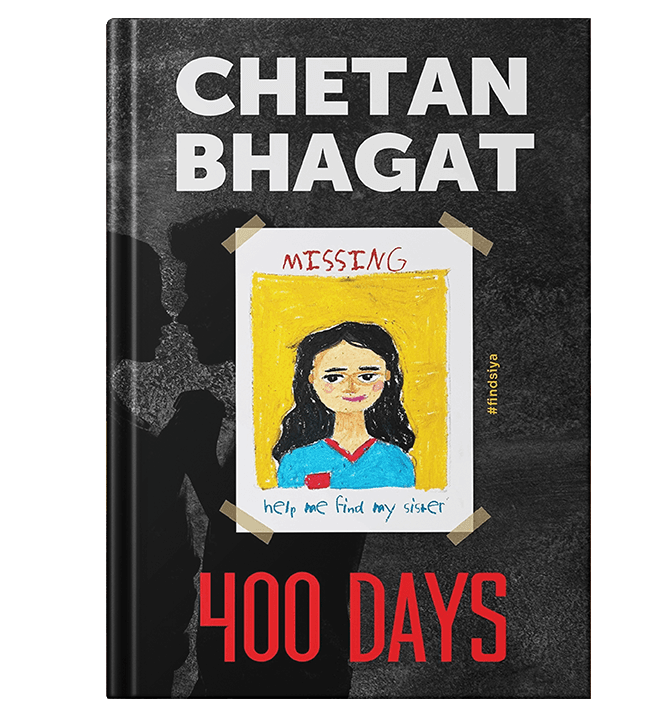 CHETAN
BHAGAT
MISSING
#findsiya
help me find my sister
400 DAYS